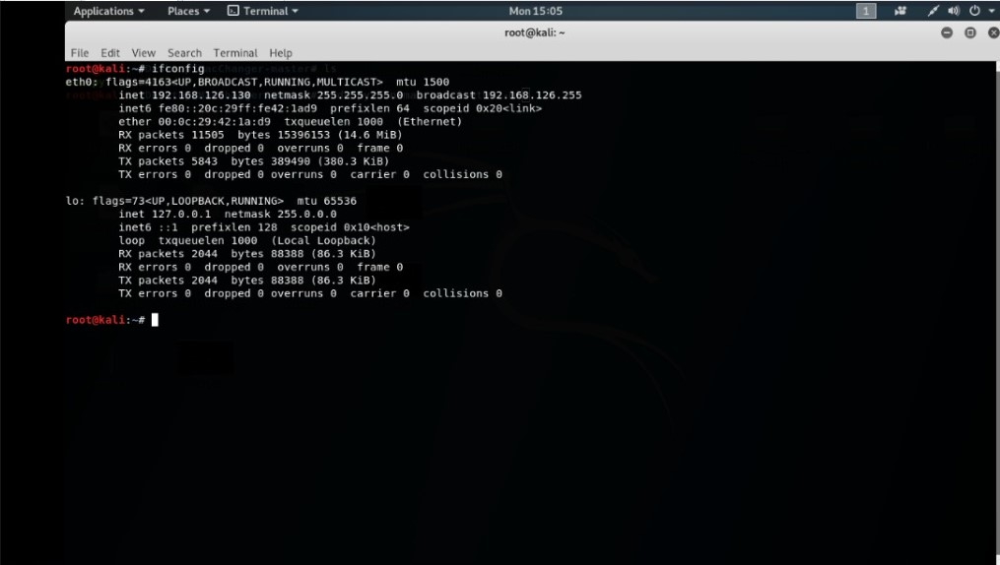 Applications Places Terminal Mon 15:05 1
root@kali: ~
File Edit View Search Terminal Help
root@kali:~# ifconfig
eth0: flags=4163<UP,BROADCAST,RUNNING,MULTICAST>  mtu 1500
        inet 192.168.126.130  netmask 255.255.255.0  broadcast 192.168.126.255
        inet6 fe80::20c:29ff:fe42:1ad9  prefixlen 64  scopeid 0x20<link>
        ether 00:0c:29:42:1a:d9  txqueuelen 1000  (Ethernet)
        RX packets 11505  bytes 15396153 (14.6 MiB)
        RX errors 0  dropped 0  overruns 0  frame 0
        TX packets 5843  bytes 389490 (380.3 KiB)
        TX errors 0  dropped 0 overruns 0  carrier 0  collisions 0
lo: flags=73<UP,LOOPBACK,RUNNING>  mtu 65536
        inet 127.0.0.1  netmask 255.0.0.0
        inet6 ::1  prefixlen 128  scopeid 0x10<host>
        loop  txqueuelen 1000  (Local Loopback)
        RX packets 2044  bytes 88388 (86.3 KiB)
        RX errors 0  dropped 0  overruns 0  frame 0
        TX packets 2044  bytes 88388 (86.3 KiB)
        TX errors 0  dropped 0 overruns 0  carrier 0  collisions 0
root@kali:~#